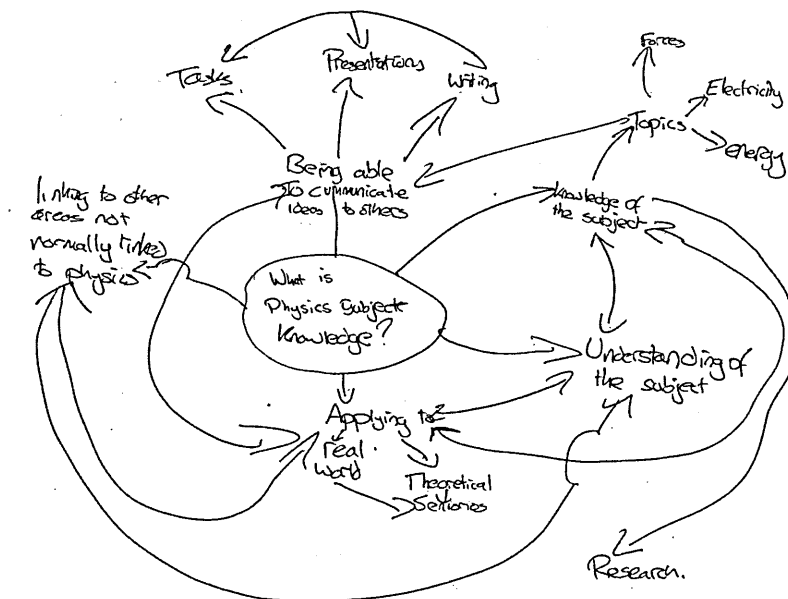 Forces
Tasks
Presentations
Writing
Electricity
Topics
energy
Being able
To communicate
ideas to others
linking to other
areas not
normally linked
to physics
knowledge of
the subject
What is
Physics Subject
Knowledge?
Understanding of
the subject
Applying to
real
world
Theoretical
Research.